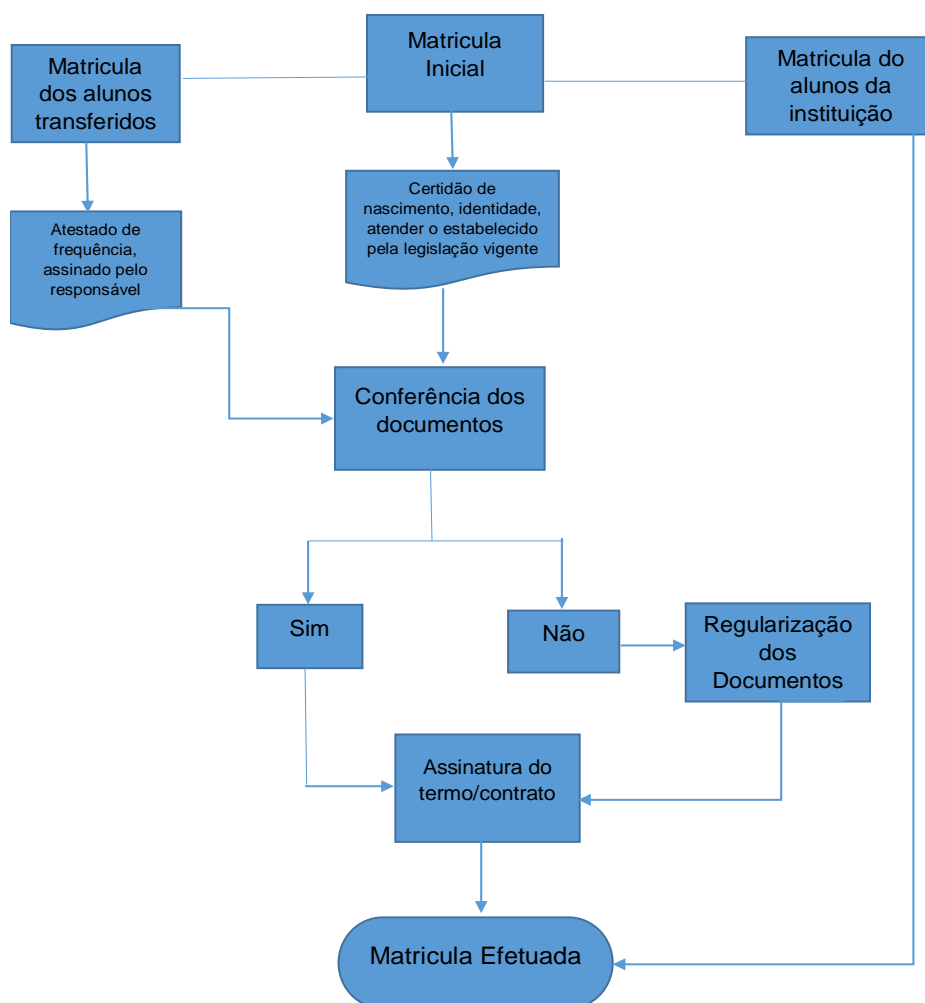 Matricula
Inicial
Matricula
dos alunos
transferidos
Matricula do
alunos da
instituição
Certidão de
nascimento, identidade,
atender o estabelecido
pela legislação vigente
Atestado de
frequência,
assinado pelo
responsável
Conferência dos
documentos
Sim
Não
Regularização
dos
Documentos
Assinatura do
termo/contrato
Matricula Efetuada